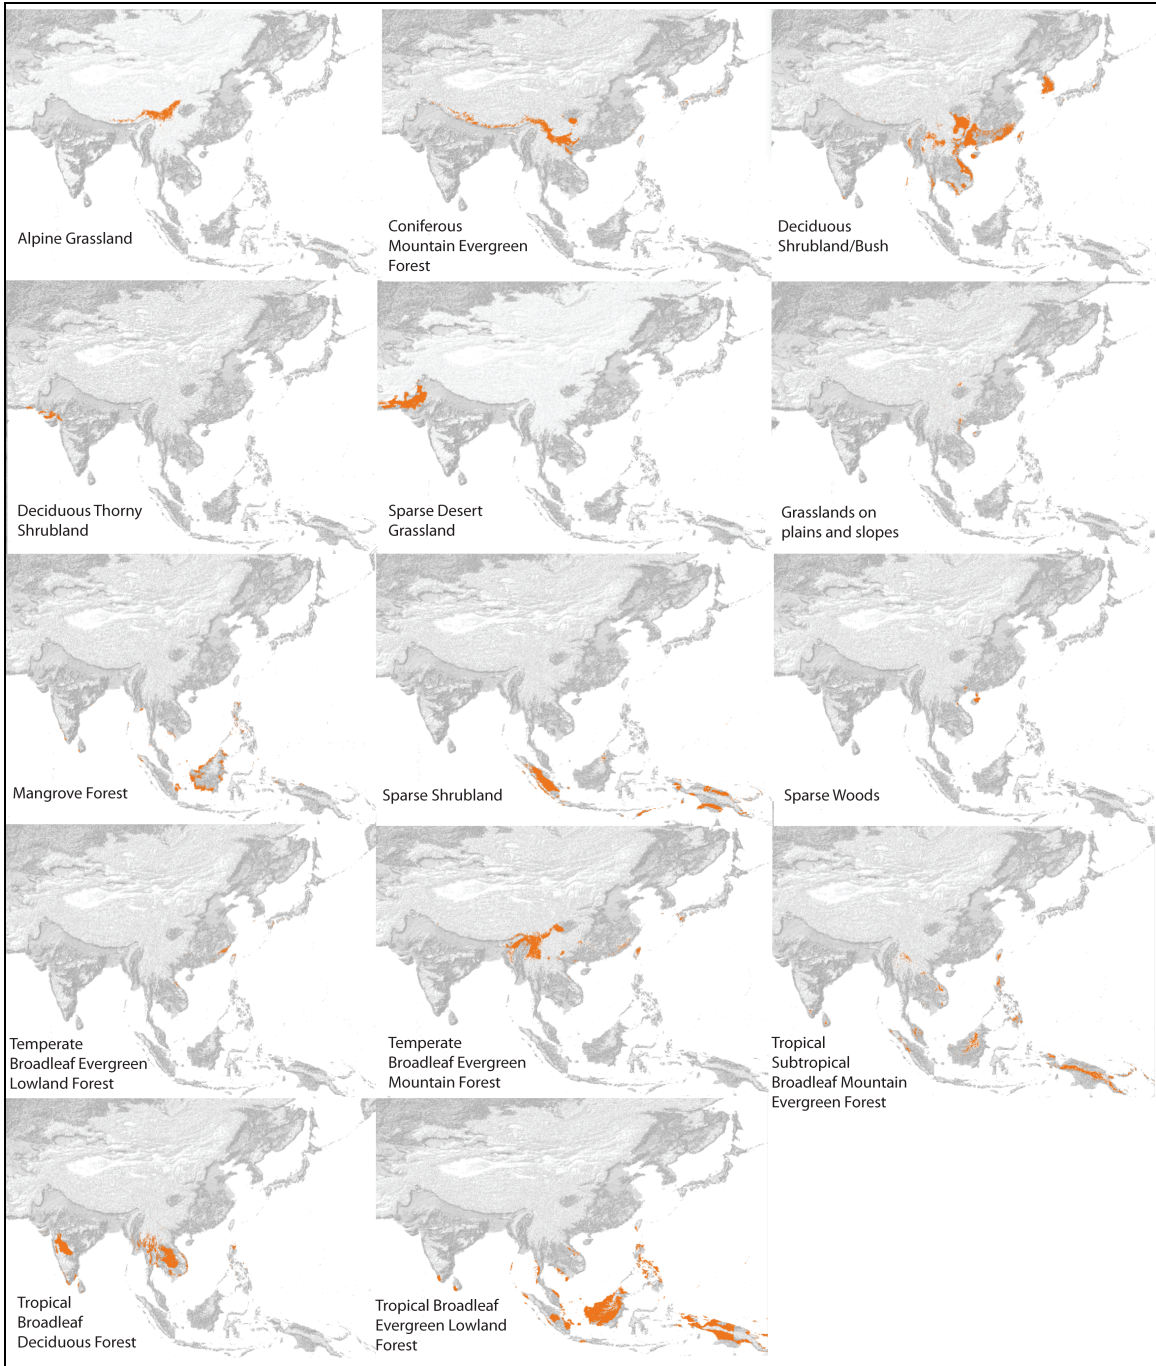 Alpine Grassland
Coniferous
Mountain Evergreen
Forest
Deciduous
Shrubland/Bush
Deciduous Thorny
Shrubland
Sparse Desert
Grassland
Grasslands on
plains and slopes
Mangrove Forest
Sparse Shrubland
Sparse Woods
Temperate
Broadleaf Evergreen
Lowland Forest
Temperate
Broadleaf Evergreen
Mountain Forest
Tropical
Subtropical
Broadleaf Mountain
Evergreen Forest
Tropical
Broadleaf
Deciduous Forest
Tropical Broadleaf
Evergreen Lowland
Forest